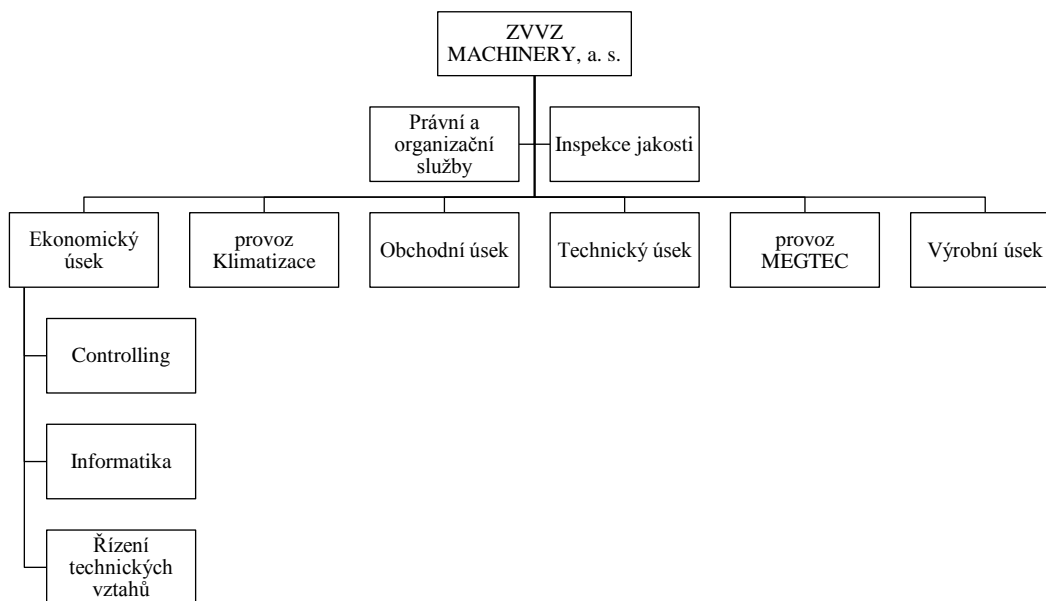 ZVVZ
MACHINERY, a. s.
Právní a
organizační
služby
Inspekce jakosti
Ekonomický
úsek
provoz
Klimatizace
Obchodní úsek
Technický úsek
provoz
MEGTEC
Výrobní úsek
Controlling
Informatika
Řízení
technických
vztahů